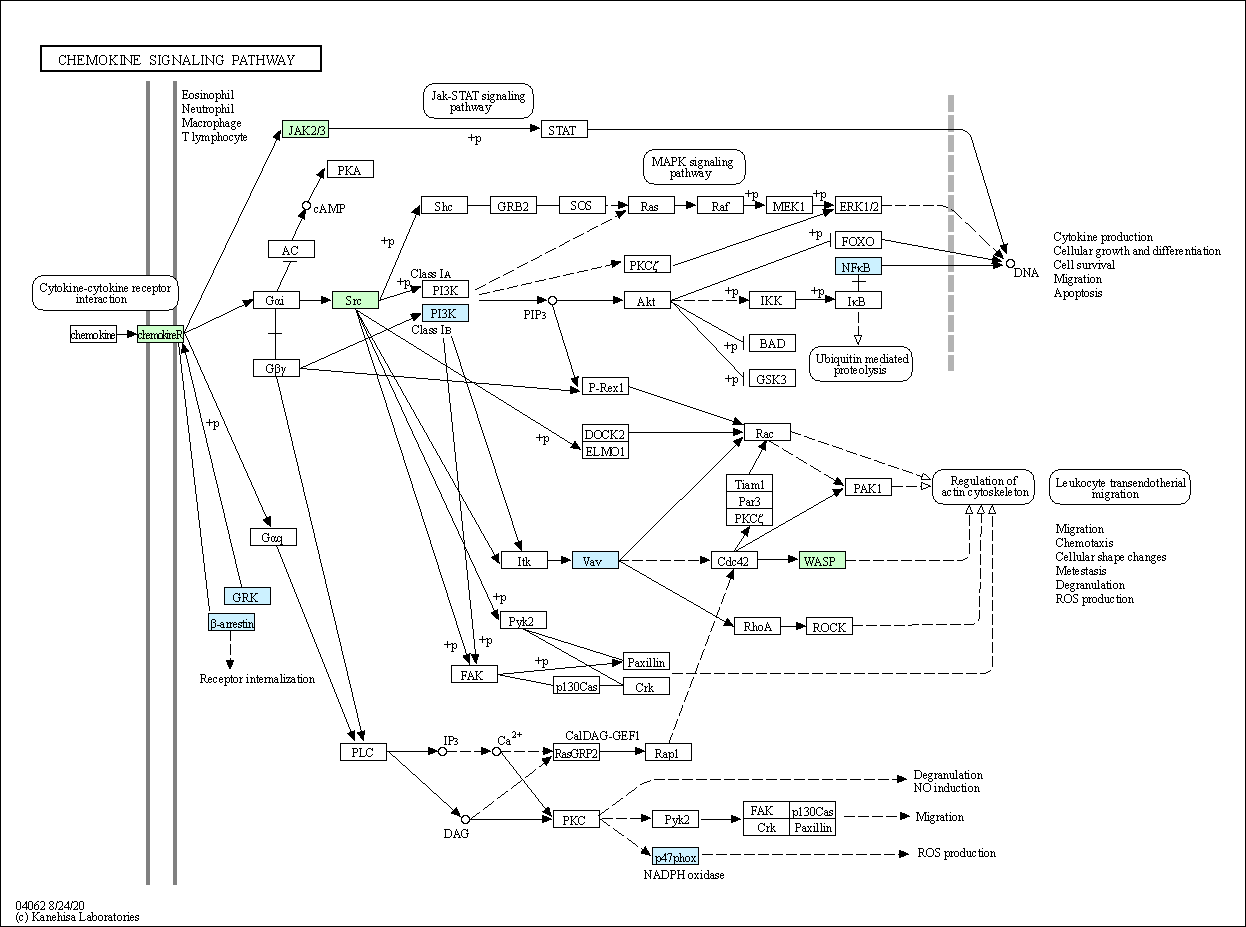 CHEMOKINE SIGNALING PATHWAY
Eosinophil
Neutrophil
Macrophage
T lymphocyte
Jak-STAT signaling
pathway
JAK2/3
+p
STAT
MAPK signaling
pathway
PKA
cAMP
Shc
GRB2
SOS
Ras
Raf
+p
MEK1
+p
ERK1/2
+p
AC
+p
FOXO
Cytokine production
Cellular growth and differentiation
Cell survival
Migration
Apoptosis
PKCζ
NFκB
DNA
Cytokine-cytokine receptor
interaction
Class IA
+p
PI3K
Gαi
Src
PI3K
Class IB
PIP3
Akt
IKK
+p
IκB
chemokine
chemokineR
+p
BAD
Ubiquitin mediated
proteolysis
Gβγ
+p
GSK3
P-Rex1
+p
+p
DOCK2
ELMO1
Rac
Tiam1
Par3
PKCζ
PAK1
Regulation of
actin cytoskeleton
Leukocyte transendotherial
migration
Gαq
Migration
Chemotaxis
Cellular shape changes
Metestasis
Degranulation
ROS production
Itk
Vav
Cdc42
WASP
GRK
+p
β-arrestin
Pyk2
RhoA
ROCK
+p
+p
+p
Paxillin
FAK
p130Cas
Crk
Receptor internalization
PLC
IP3
Ca2+
CalDAG-GEF1
RasGRP2
Rap1
DAG
PKC
Degranulation
NO induction
Pyk2
FAK
p130Cas
Crk
Paxillin
Migration
p47phox
NADPH oxidase
ROS production
04062 8/24/20
(c) Kanehisa Laboratories